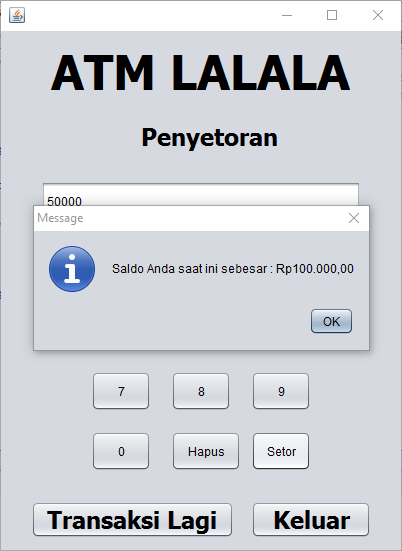 ATM LALALA
Penyetoran
50000
Message
Saldo Anda saat ini sebesar : Rp100.000,00
OK
7 8 9
0 Hapus Setor
Transaksi Lagi Keluar